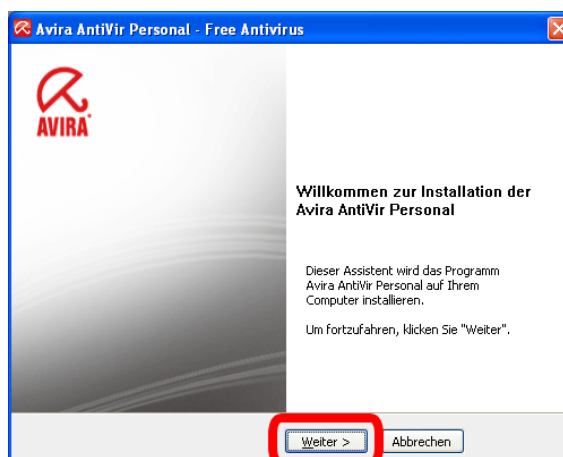 Avira AntiVir Personal - Free Antivirus
AVIRA
Willkommen zur Installation der
Avira AntiVir Personal
Dieser Assistent wird das Programm
Avira AntiVir Personal auf Ihrem
Computer installieren.
Um fortzufahren, klicken Sie "Weiter".
Weiter >
Abbrechen